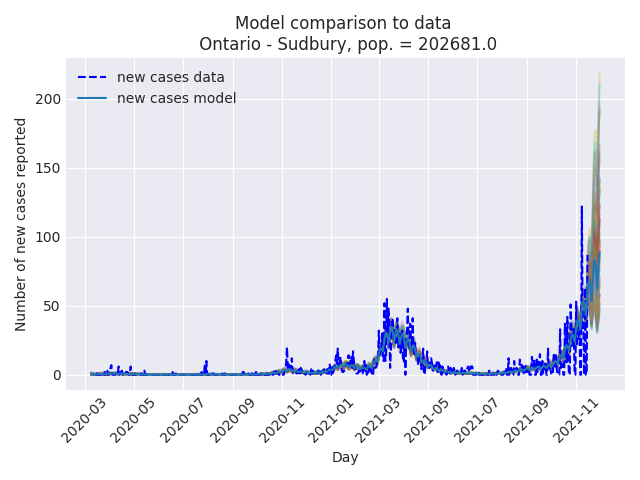 Model comparison to data
Ontario - Sudbury, pop. = 202681.0
new cases data
new cases model
Number of new cases reported
200
150
100
50
0
2020-03
2020-05
2020-07
2020-09
2020-11
2021-01
2021-03
2021-05
2021-07
2021-09
2021-11
Day